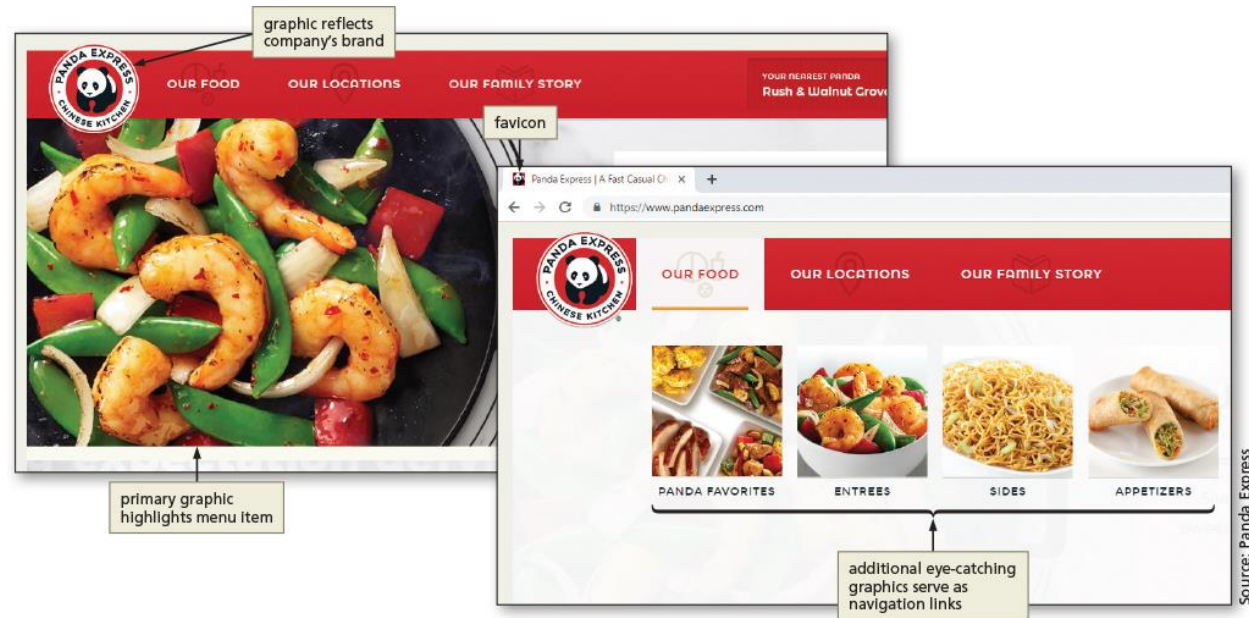 graphic reflects
company's brand
PANDA EXPRESS
CHINESE KITCHEN
OUR FOOD
OUR LOCATIONS
OUR FAMILY STORY
YOUR NEAREST PANDA
Rush & Walnut Grove
favicon
Panda Express | A Fast Casual Ch
https://www.pandaexpress.com
PANDA EXPRESS
CHINESE KITCHEN
OUR FOOD
OUR LOCATIONS
OUR FAMILY STORY
PANDA FAVORITES
ENTREES
SIDES
APPETIZERS
primary graphic
highlights menu item
additional eye-catching
graphics serve as
navigation links
Source: Panda Express